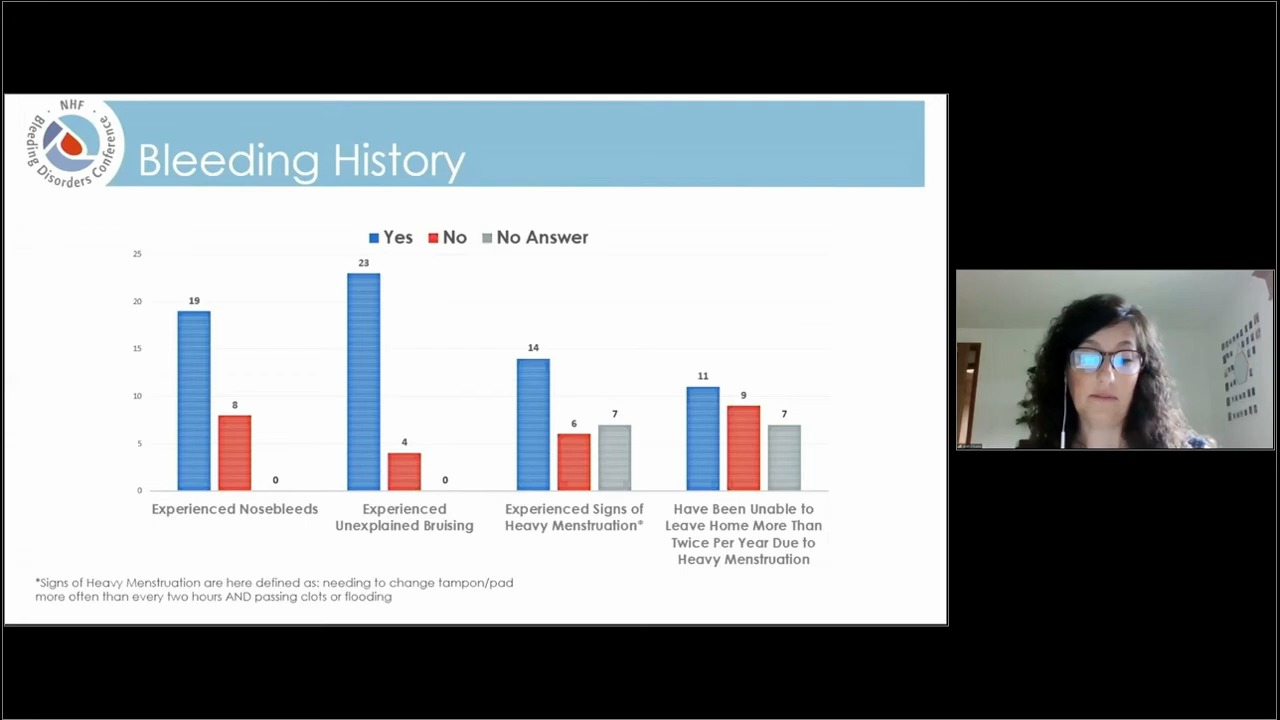 NHF
Bleeding Disorders Conference
Bleeding History
Yes No No Answer
25
20
15
10
5
0
19
8
0
23
4
0
14
6
7
11
9
7
Experienced Nosebleeds
Experienced
Unexplained Bruising
Experienced Signs of
Heavy Menstruation*
Have Been Unable to
Leave Home More Than
Twice Per Year Due to
Heavy Menstruation
*Signs of Heavy Menstruation are here defined as: needing to change tampon/pad
more often than every two hours AND passing clots or flooding